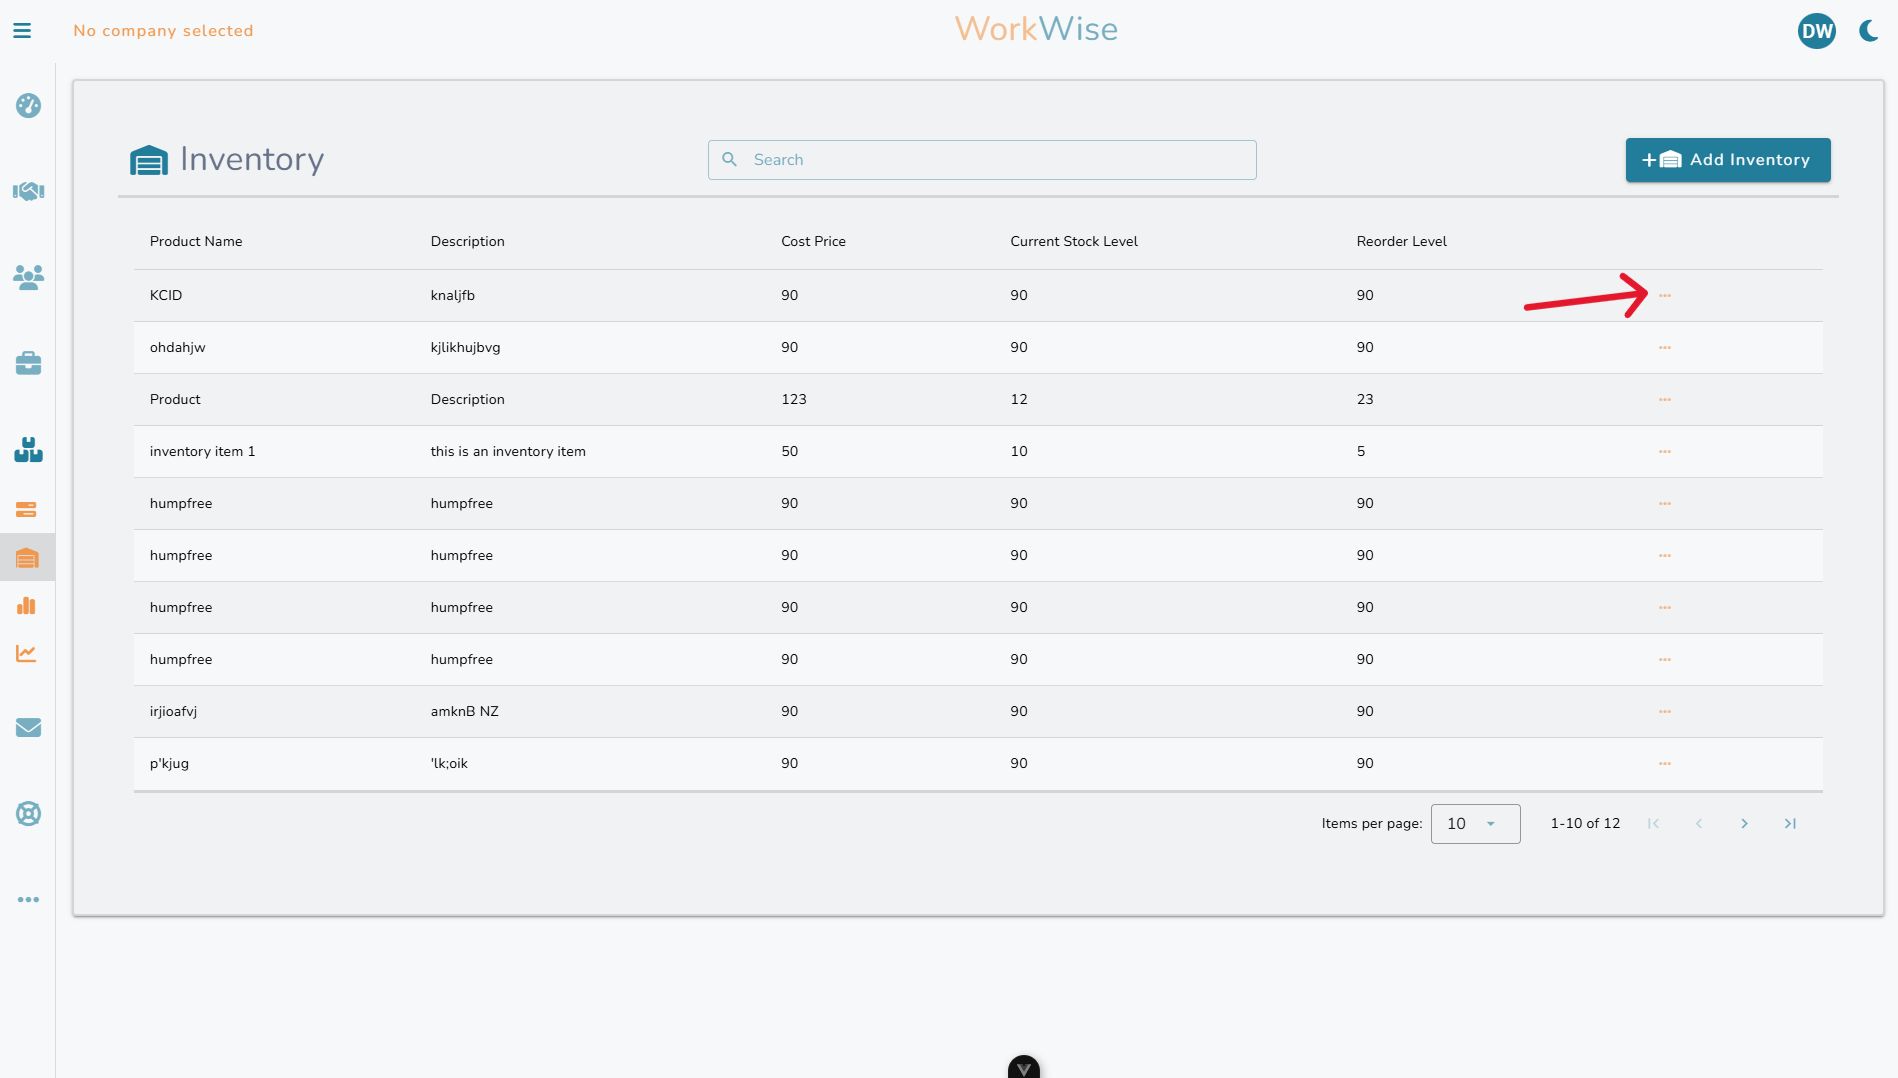 No company selected
WorkWise
DW
Inventory
Search
Add Inventory
Product Name Description Cost Price Current Stock Level Reorder Level
KCID knaljfb 90 90 90
ohdahjw kjlikhujbvg 90 90 90
Product Description 123 12 23
inventory item 1 this is an inventory item 50 10 5
humpfree humpfree 90 90 90
humpfree humpfree 90 90 90
humpfree humpfree 90 90 90
humpfree humpfree 90 90 90
irjioafvj amknB NZ 90 90 90
p'kjug 'lk;oik 90 90 90
Items per page: 10 1-10 of 12